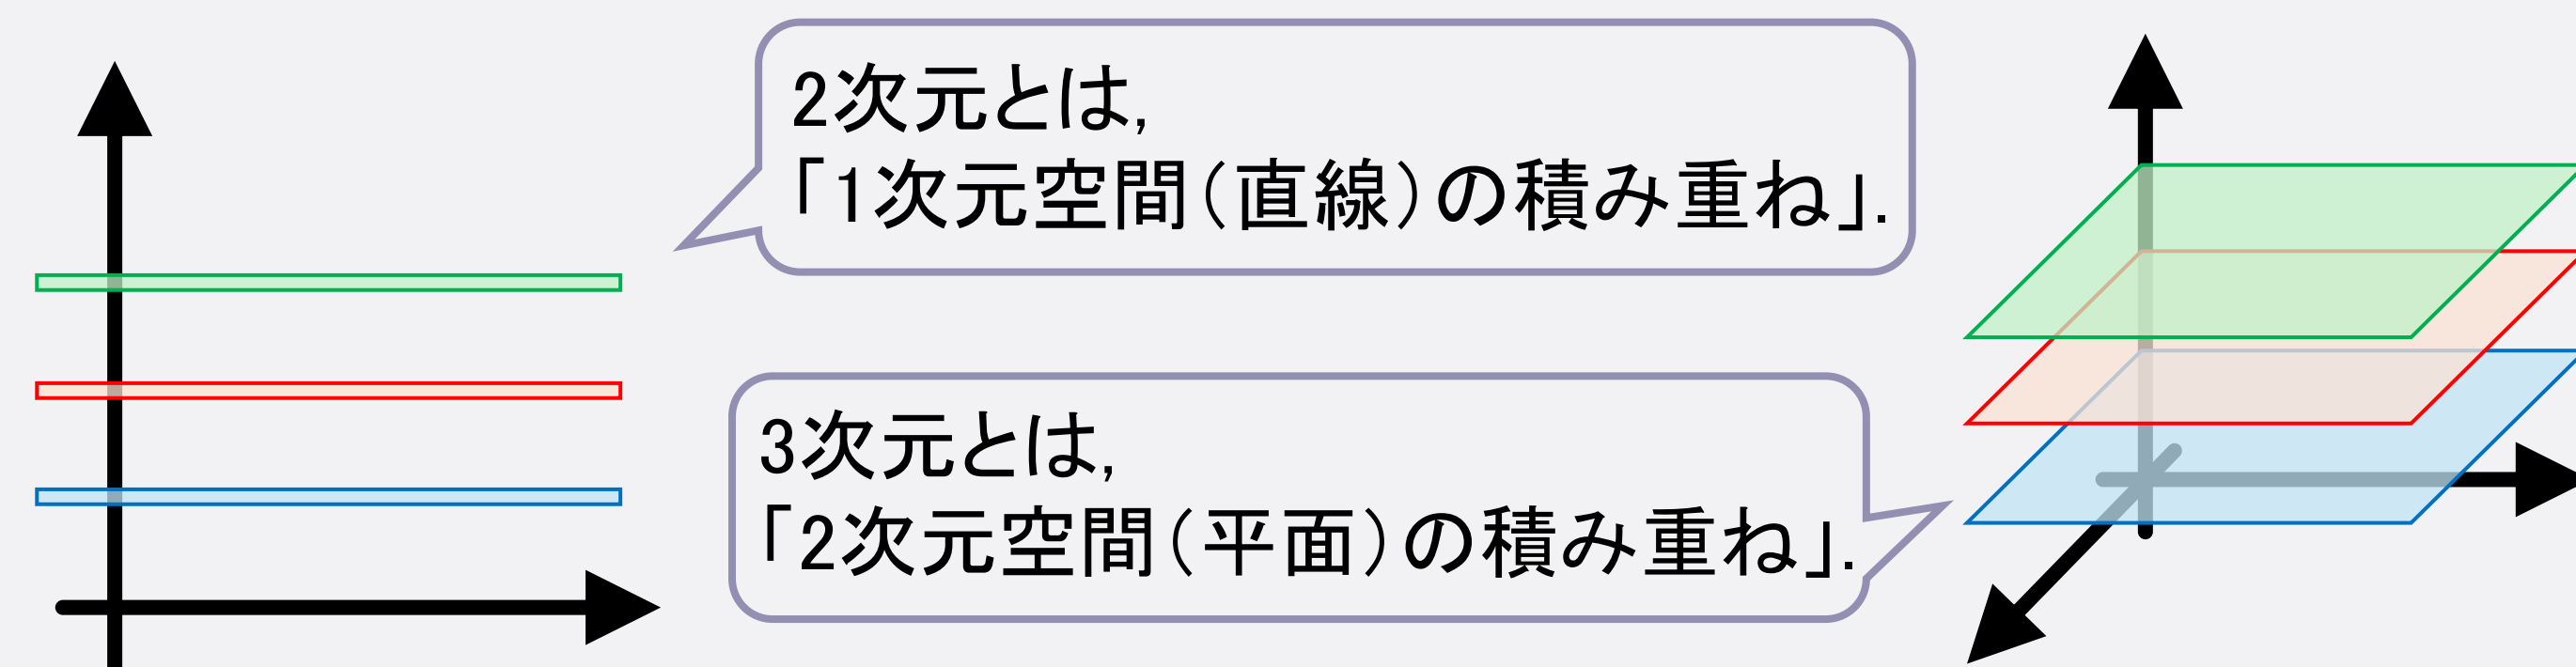 2次元とは,
「1次元空間(直線)の積み重ね」.
3次元とは,
「2次元空間(平面)の積み重ね」.